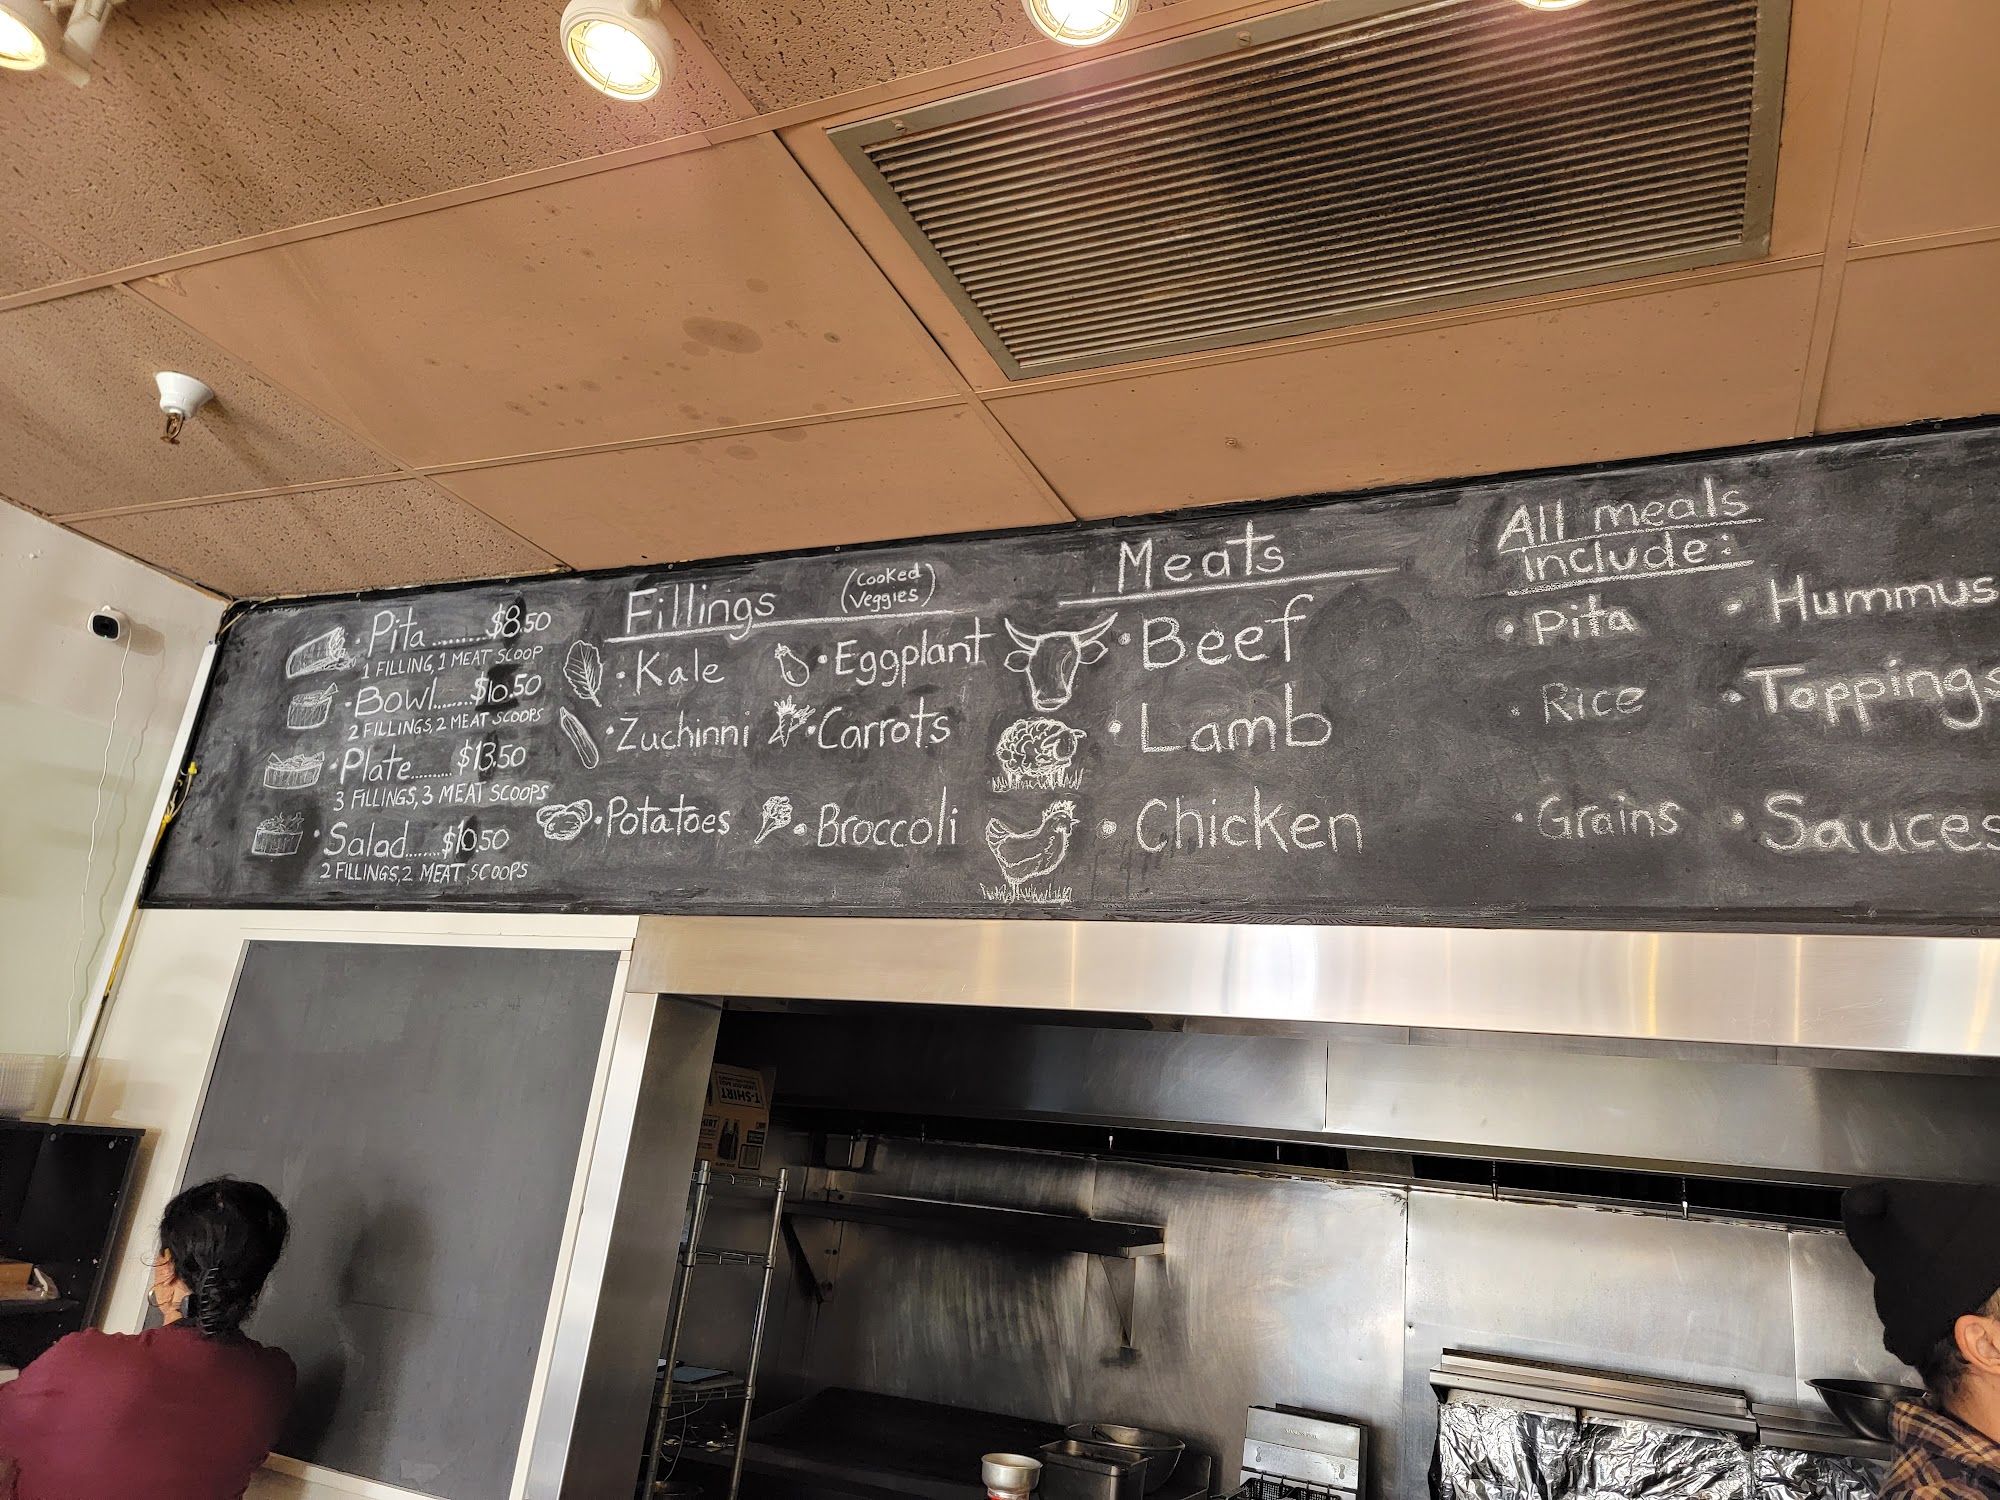 • Pita ......... $8.50
1 FILLING, 1 MEAT SCOOP
• Bowl ........ $10.50
2 FILLINGS, 2 MEAT SCOOPS
• Plate .......... $13.50
3 FILLINGS, 3 MEAT SCOOPS
• Salad ........ $10.50
2 FILLINGS, 2 MEAT SCOOPS
Fillings (Cooked Veggies)
• Kale • Eggplant
• Zuchinni • Carrots
• Potatoes • Broccoli
Meats
• Beef
• Lamb
• Chicken
All meals
include:
• Pita • Hummus
• Rice • Toppings
• Grains • Sauces
T-SHIRT